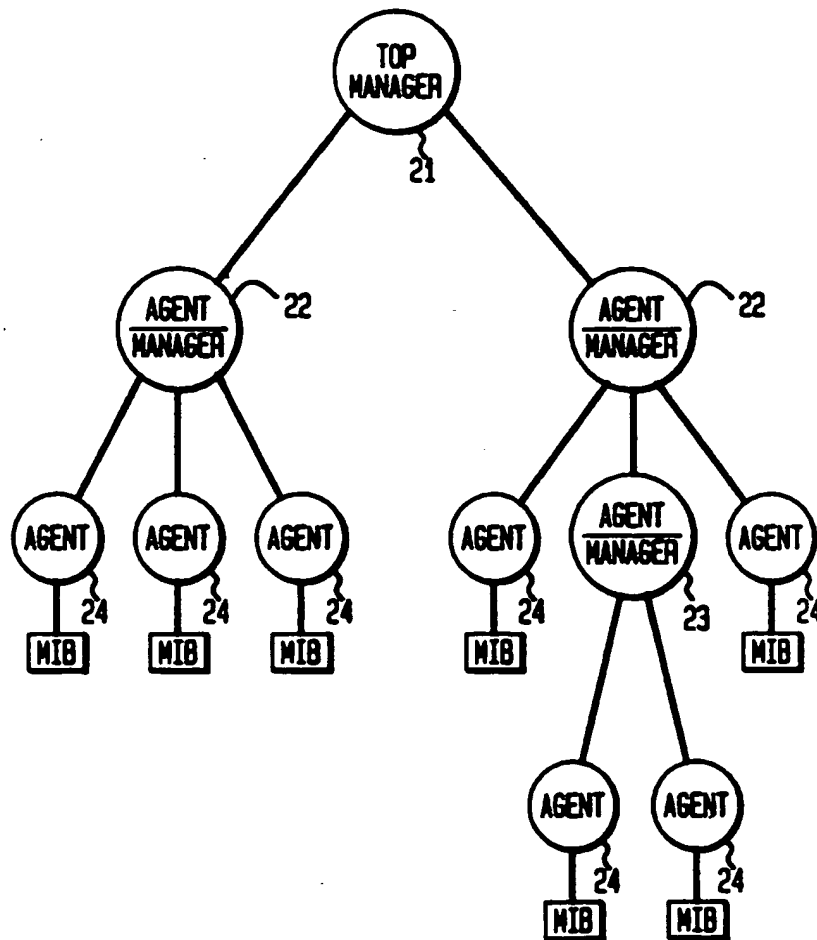 TOP
MANAGER
21
AGENT
MANAGER
22
AGENT
MANAGER
22
AGENT
24
MIB
AGENT
24
MIB
AGENT
24
MIB
AGENT
24
MIB
AGENT
MANAGER
23
AGENT
24
MIB
AGENT
24
MIB
AGENT
24
MIB